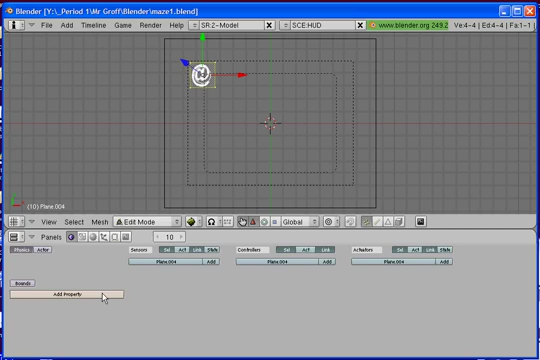 Blender [Y:\_Period 1\Mr Groff\Blender\maze1.blend]
File Add Timeline Game Render Help SR:2-Model SCE:HUD www.blender.org 249.2 Ve:4-4 | Ed:4-4 | Fa:1-1
@
(10) Plane.004
View Select Mesh Edit Mode Global
Panels 10
Physics Actor Sensors Sel Act Link State Controllers Sel Act Link Actuators Sel Act Link State
Plane.004 Add Plane.004 Add Plane.004 Add
Bounds
Add Property